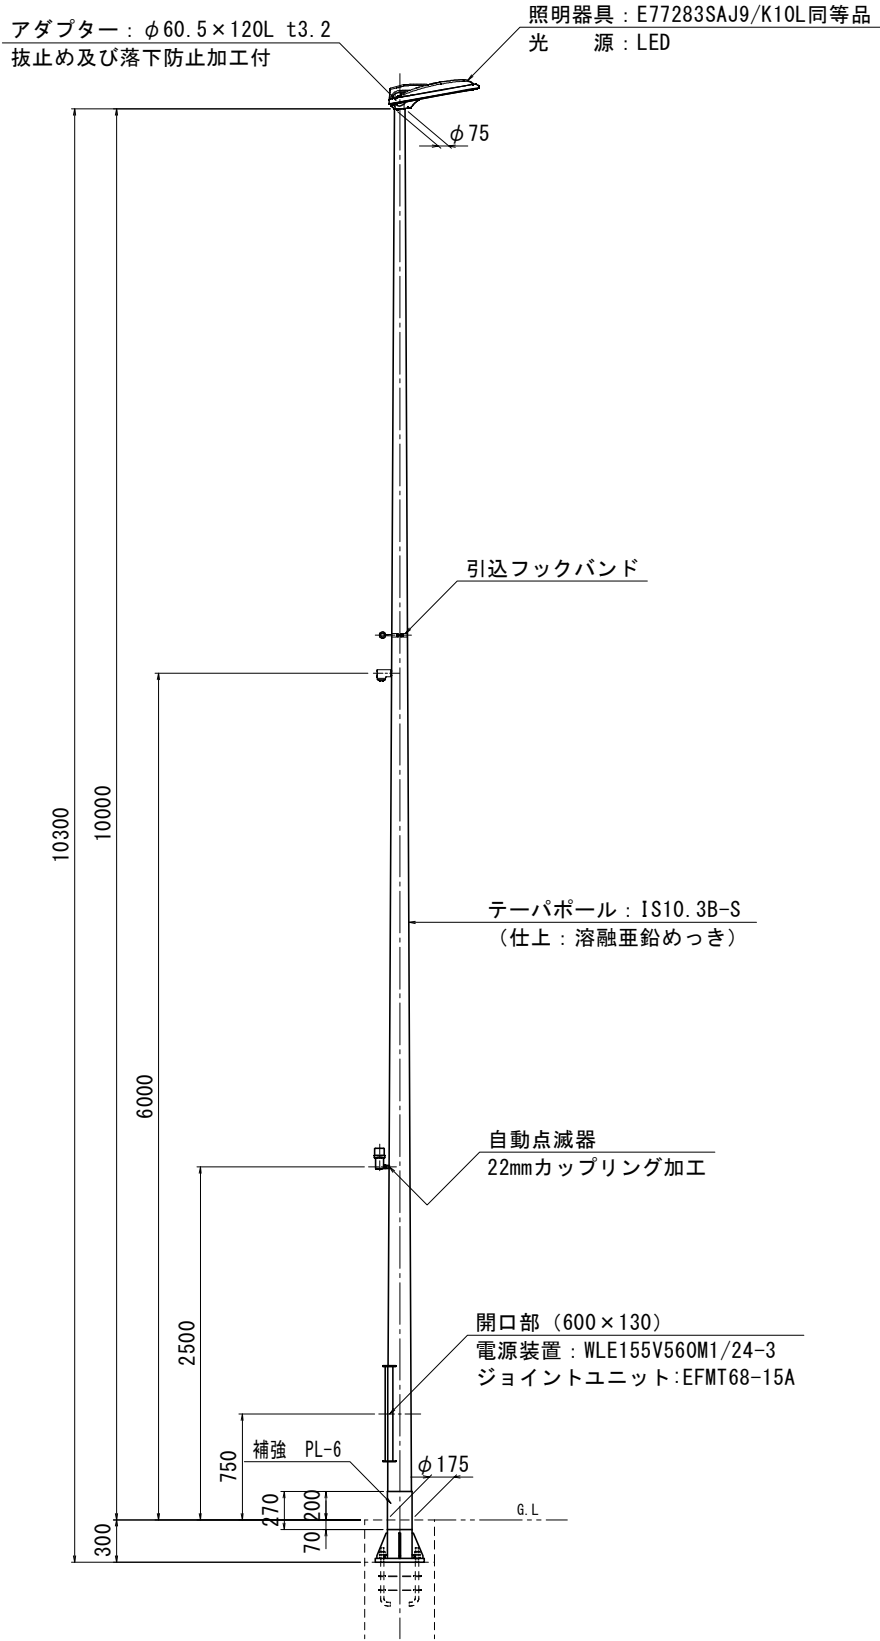 アダプター：φ60.5×120L t3.2
抜止め及び落下防止加工付
照明器具：E77283SAJ9/K10L同等品
光　　源：LED
φ75
引込フックバンド
10300
10000
テーパポール：IS10.3B-S
（仕上：溶融亜鉛めっき）
6000
自動点滅器
22mmカップリング加工
2500
開口部（600×130）
電源装置：WLE155V560M1/24-3
ジョイントユニット:EFMT68-15A
750
補強　PL-6
φ175
270
200
G.L
300
70